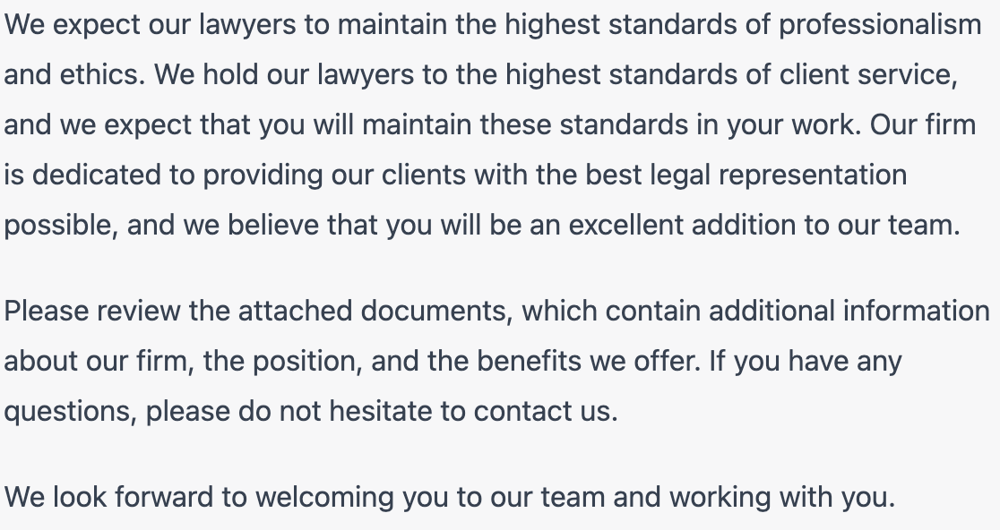 We expect our lawyers to maintain the highest standards of professionalism
and ethics. We hold our lawyers to the highest standards of client service,
and we expect that you will maintain these standards in your work. Our firm
is dedicated to providing our clients with the best legal representation
possible, and we believe that you will be an excellent addition to our team.
Please review the attached documents, which contain additional information
about our firm, the position, and the benefits we offer. If you have any
questions, please do not hesitate to contact us.
We look forward to welcoming you to our team and working with you.